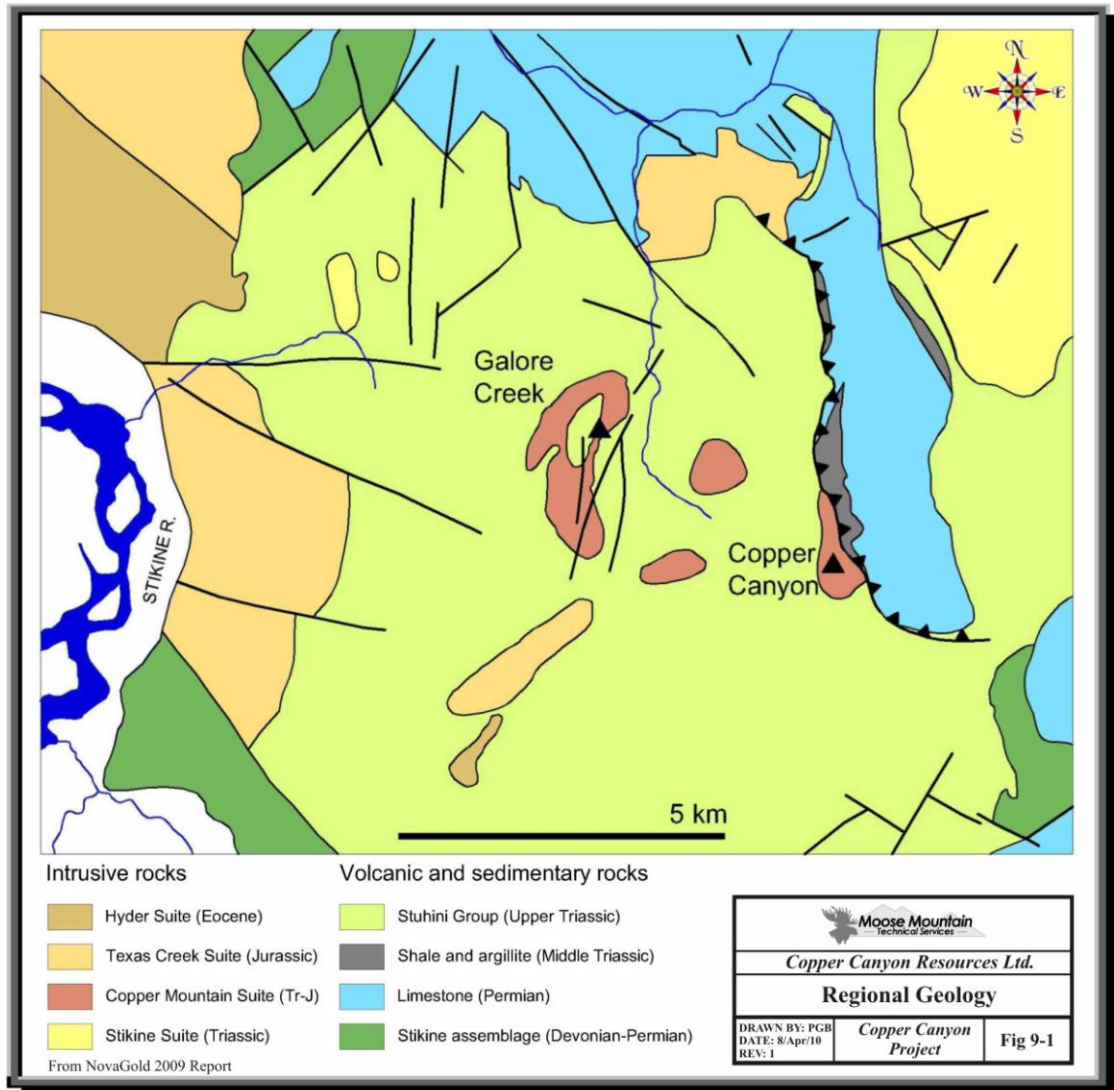 N
W E
S
Galore
Creek
STIKINE R.
Copper
Canyon
5 km
Intrusive rocks
Hyder Suite (Eocene)
Texas Creek Suite (Jurassic)
Copper Mountain Suite (Tr-J)
Stikine Suite (Triassic)
From NovaGold 2009 Report
Volcanic and sedimentary rocks
Stuhini Group (Upper Triassic)
Shale and argillite (Middle Triassic)
Limestone (Permian)
Stikine assemblage (Devonian-Permian)
Moose Mountain
Technical Services
Copper Canyon Resources Ltd.
Regional Geology
DRAWN BY: PGB
DATE: 8/Apr/10
REV: 1
Copper Canyon
Project
Fig 9-1